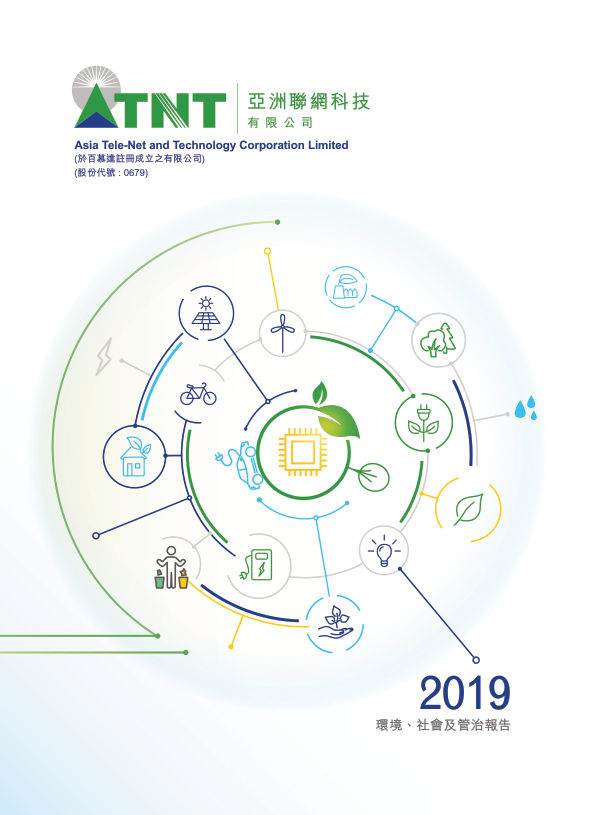 ATNT
亞洲聯網科技
有限公司
Asia Tele-Net and Technology Corporation Limited
(於百慕達註冊成立之有限公司)
(股份代號 : 0679)
2019
環境、社會及管治報告